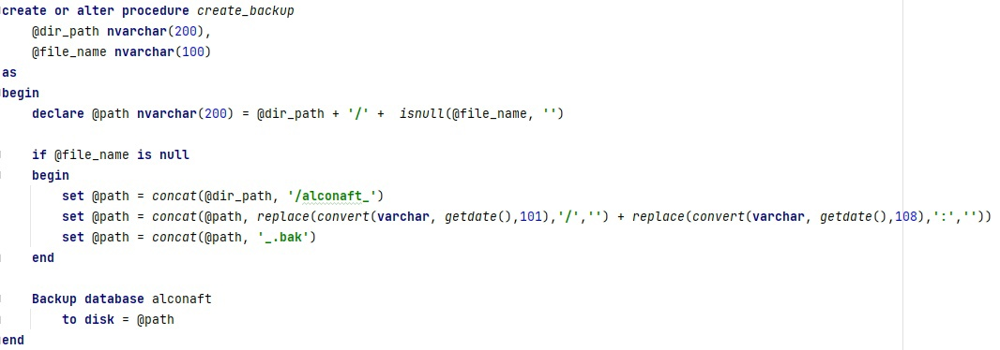 create or alter procedure create_backup
    @dir_path nvarchar(200),
    @file_name nvarchar(100)
as
begin
    declare @path nvarchar(200) = @dir_path + '/' +  isnull(@file_name, '')

    if @file_name is null
    begin
        set @path = concat(@dir_path, '/alconaft_')
        set @path = concat(@path, replace(convert(varchar, getdate(),101),'/','') + replace(convert(varchar, getdate(),108),':',''))
        set @path = concat(@path, '_.bak')
    end

    Backup database alconaft
        to disk = @path
end